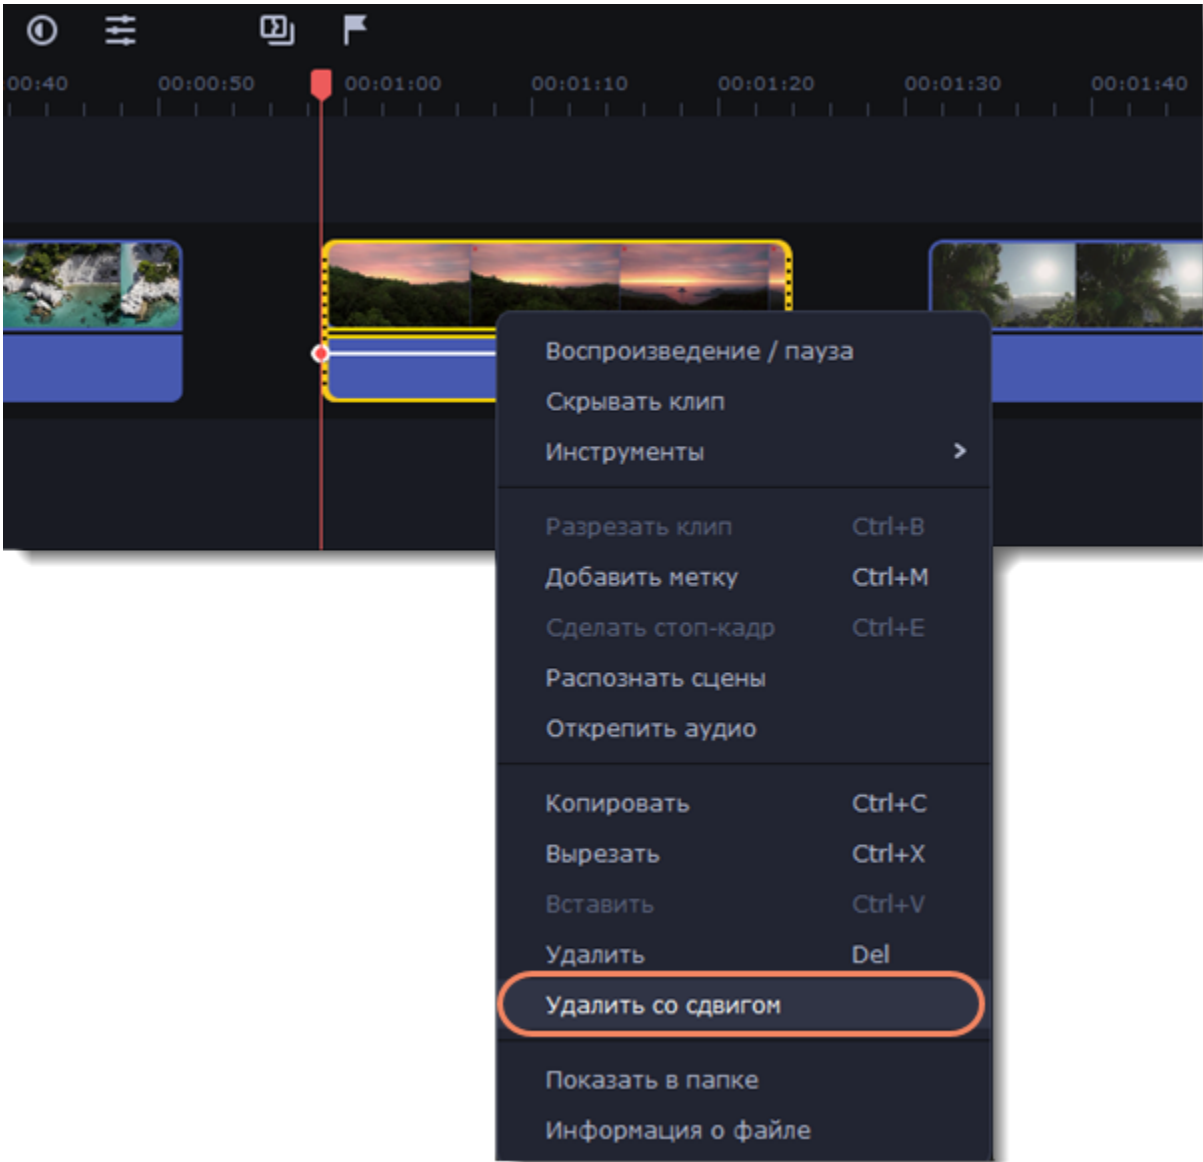 00:40 00:00:50 00:01:00 00:01:10 00:01:20 00:01:30 00:01:40
Воспроизведение / пауза
Скрывать клип
Инструменты
Разрезать клип Ctrl+B
Добавить метку Ctrl+M
Сделать стоп-кадр Ctrl+E
Распознать сцены
Открепить аудио
Копировать Ctrl+C
Вырезать Ctrl+X
Вставить Ctrl+V
Удалить Del
Удалить со сдвигом
Показать в папке
Информация о файле